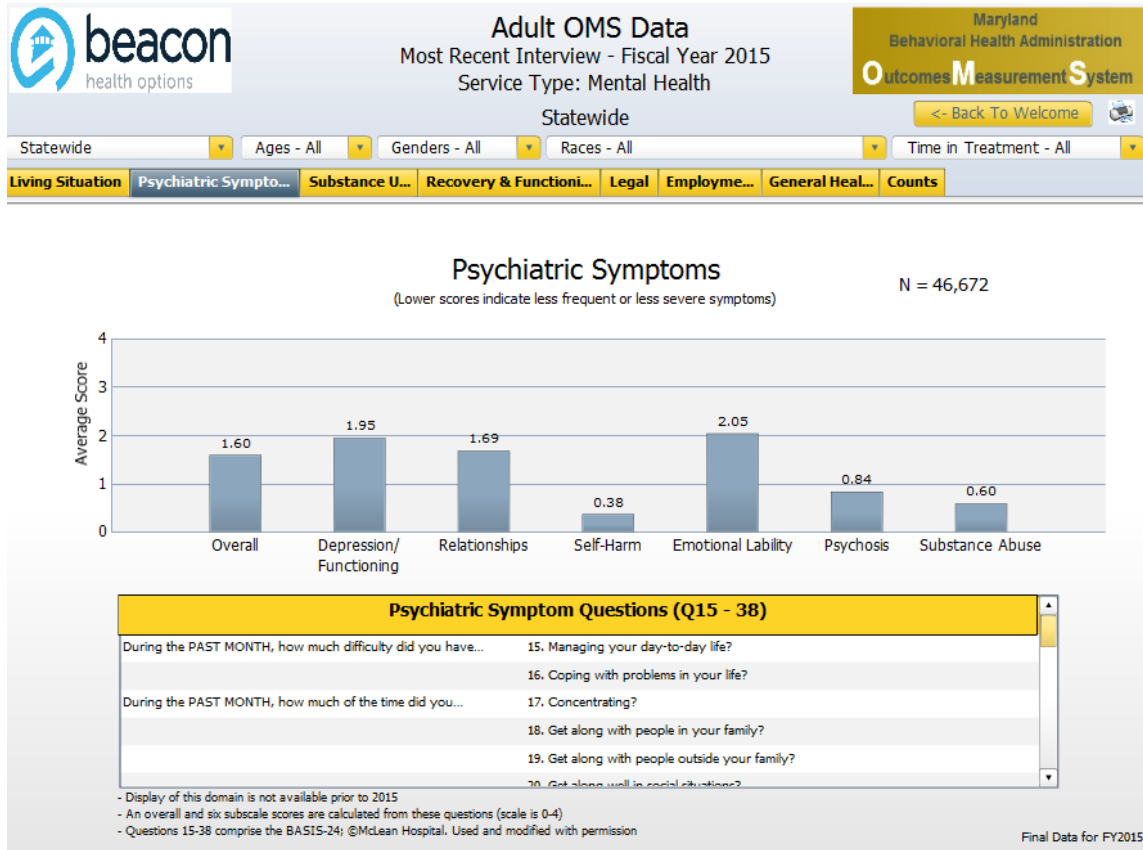 beacon
health options
Adult OMS Data
Most Recent Interview - Fiscal Year 2015
Service Type: Mental Health
Statewide
Maryland
Behavioral Health Administration
Outcomes Measurement System
<- Back To Welcome
Statewide
Ages - All
Genders - All
Races - All
Time in Treatment - All
Living Situation
Psychiatric Sympto...
Substance U...
Recovery & Functioni...
Legal
Employme...
General Heal...
Counts
Psychiatric Symptoms
(Lower scores indicate less frequent or less severe symptoms)
N = 46,672
Average Score
4
3
2
1
0
1.60
1.95
1.69
0.38
2.05
0.84
0.60
Overall
Depression/
Functioning
Relationships
Self-Harm
Emotional Lability
Psychosis
Substance Abuse
Psychiatric Symptom Questions (Q15 - 38)
During the PAST MONTH, how much difficulty did you have... 15. Managing your day-to-day life?
16. Coping with problems in your life?
During the PAST MONTH, how much of the time did you... 17. Concentrating?
18. Get along with people in your family?
19. Get along with people outside your family?
20. Get along well in social situations?
- Display of this domain is not available prior to 2015
- An overall and six subscale scores are calculated from these questions (scale is 0-4)
- Questions 15-38 comprise the BASIS-24; ©McLean Hospital. Used and modified with permission
Final Data for FY2015